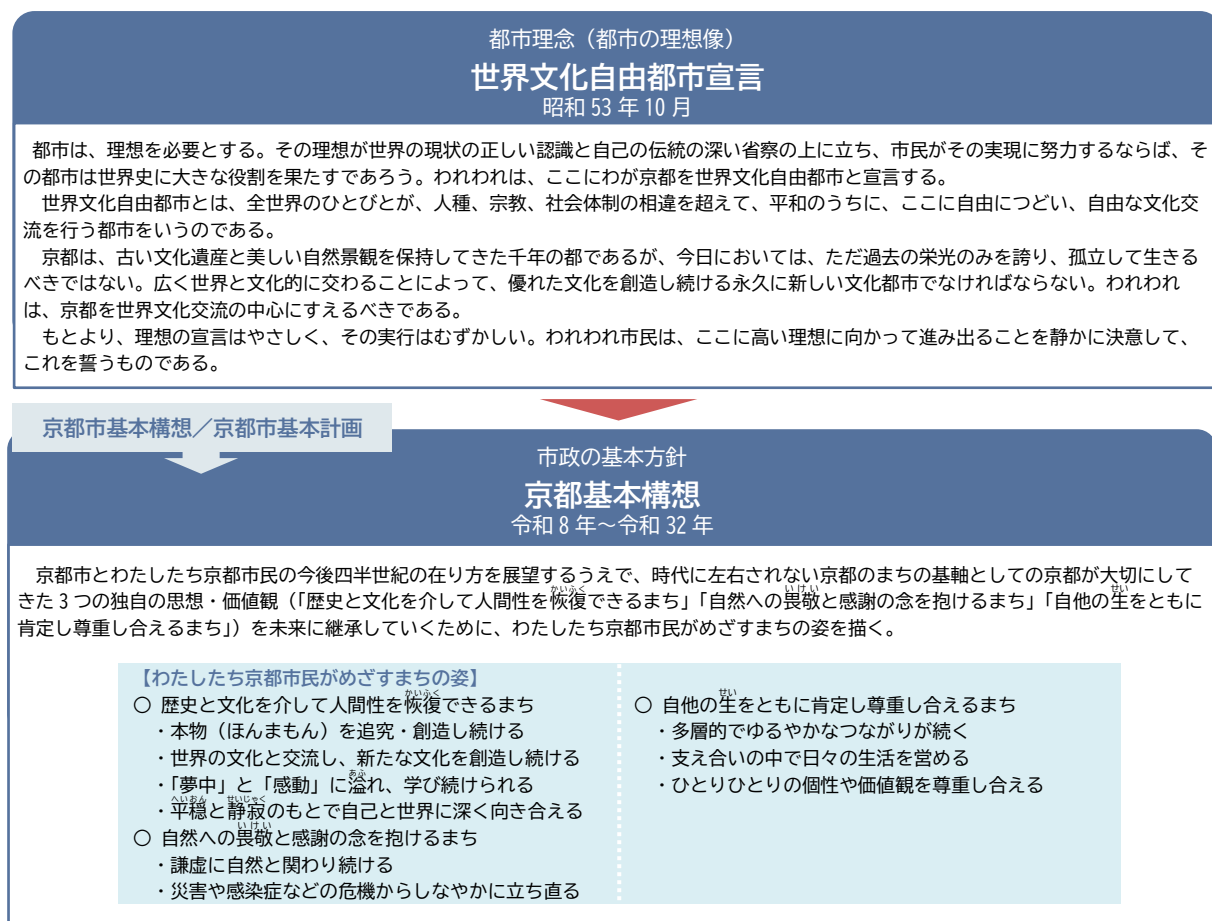 都市理念（都市の理想像）
世界文化自由都市宣言
昭和 53 年 10 月
都市は、理想を必要とする。その理想が世界の現状の正しい認識と自己の伝統の深い省察の上に立ち、市民がその実現に努力するならば、そ
の都市は世界史に大きな役割を果たすであろう。われわれは、ここにわが京都を世界文化自由都市と宣言する。
世界文化自由都市とは、全世界のひとびとが、人種、宗教、社会体制の相違を超えて、平和のうちに、ここに自由につどい、自由な文化交
流を行う都市をいうのである。
京都は、古い文化遺産と美しい自然景観を保持してきた千年の都であるが、今日においては、ただ過去の栄光のみを誇り、孤立して生きる
べきではない。広く世界と文化的に交わることによって、優れた文化を創造し続ける永久に新しい文化都市でなければならない。われわれ
は、京都を世界文化交流の中心にすえるべきである。
もとより、理想の宣言はやさしく、その実行はむずかしい。われわれ市民は、ここに高い理想に向かって進み出ることを静かに決意して、
これを誓うものである。
京都市基本構想／京都市基本計画
市政の基本方針
京都基本構想
令和 8 年～令和 32 年
京都市とわたしたち京都市民の今後四半世紀の在り方を展望するうえで、時代に左右されない京都のまちの基軸としての京都が大切にして
かいふく いけい せい
きた 3 つの独自の思想・価値観（「歴史と文化を介して人間性を恢復できるまち」「自然への畏敬と感謝の念を抱けるまち」「自他の生をともに
肯定し尊重し合えるまち」）を未来に継承していくために、わたしたち京都市民がめざすまちの姿を描く。
【わたしたち京都市民がめざすまちの姿】
かいふく
○ 歴史と文化を介して人間性を恢復できるまち
・本物（ほんまもん）を追究・創造し続ける
・世界の文化と交流し、新たな文化を創造し続ける
あふ
・「夢中」と「感動」に溢れ、学び続けられる
へいおん せいじゃく
・平穏と静寂のもとで自己と世界に深く向き合える
いけい
○ 自然への畏敬と感謝の念を抱けるまち
・謙虚に自然と関わり続ける
・災害や感染症などの危機からしなやかに立ち直る
せい
○ 自他の生をともに肯定し尊重し合えるまち
・多層的でゆるやかなつながりが続く
・支え合いの中で日々の生活を営める
・ひとりひとりの個性や価値観を尊重し合える